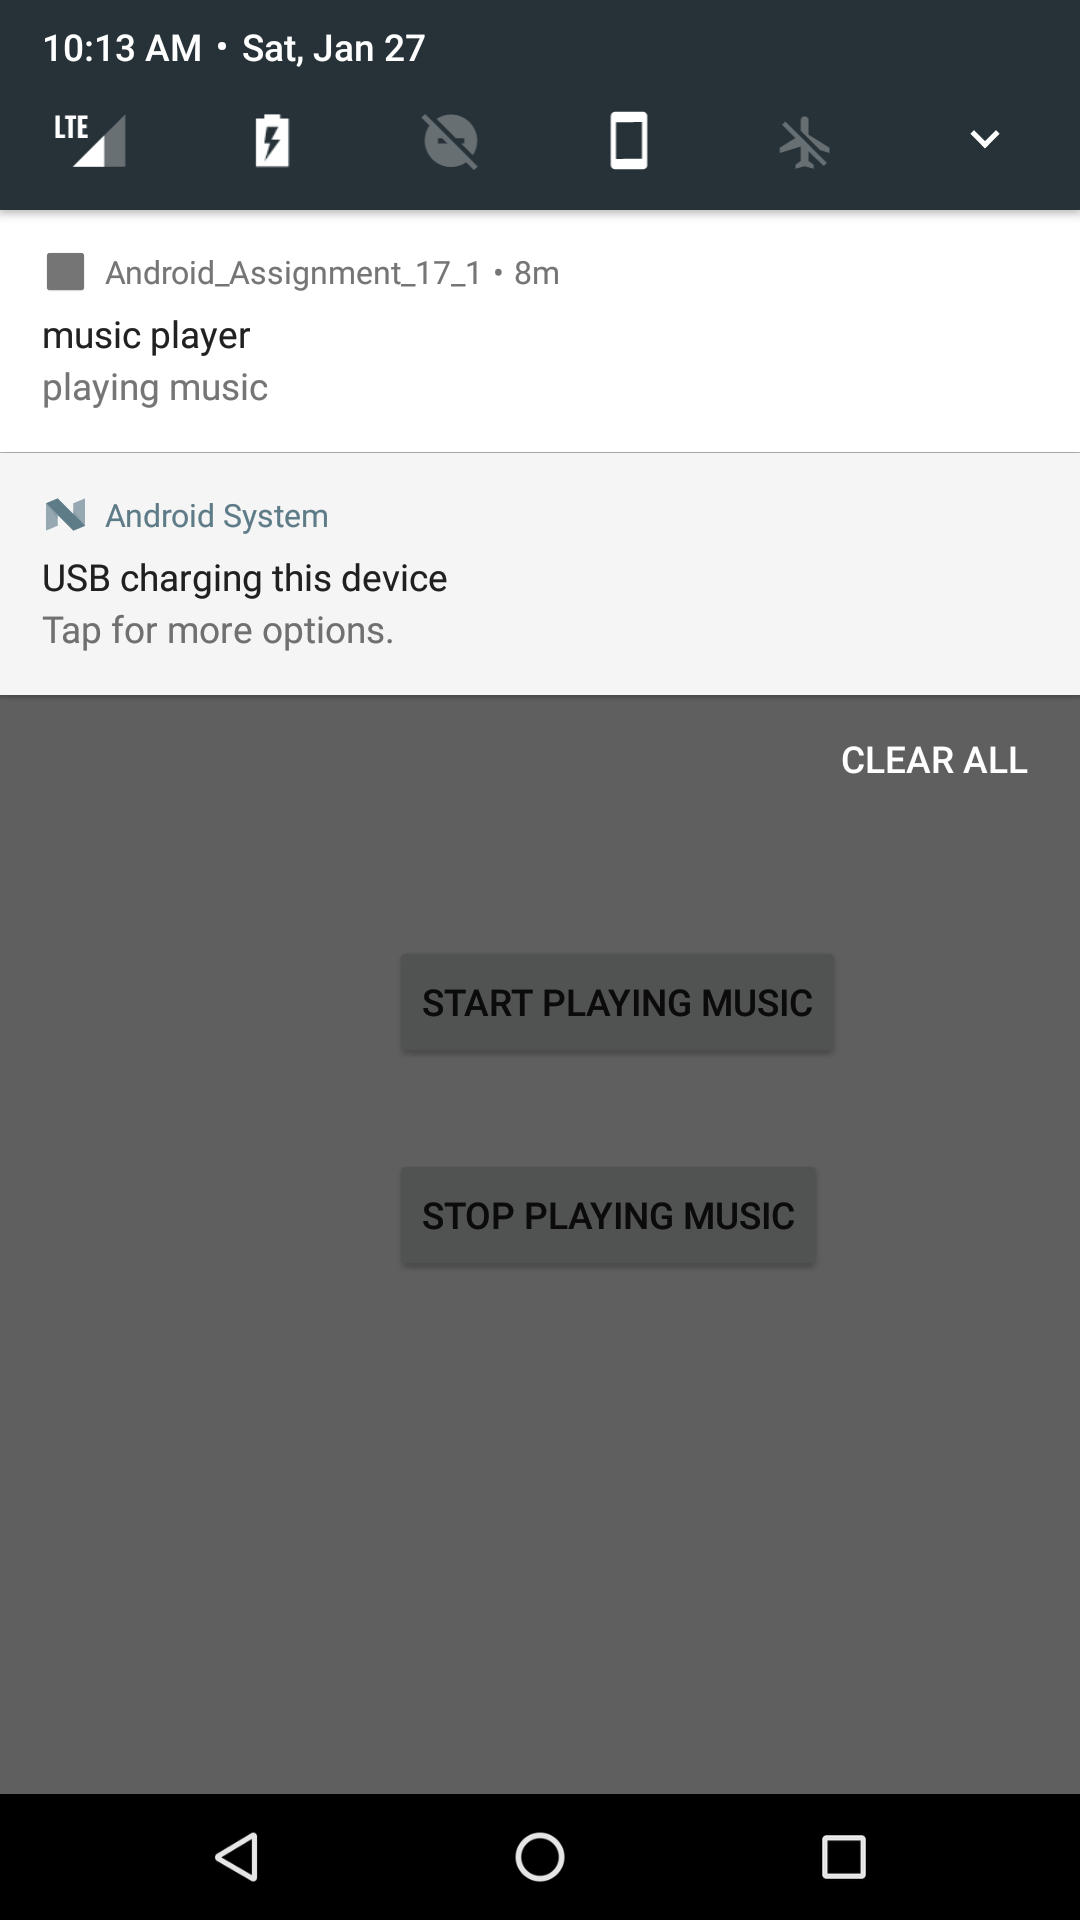 10:13 AM • Sat, Jan 27
LTE
Android_Assignment_17_1 • 8m
music player
playing music
Android System
USB charging this device
Tap for more options.
CLEAR ALL
START PLAYING MUSIC
STOP PLAYING MUSIC